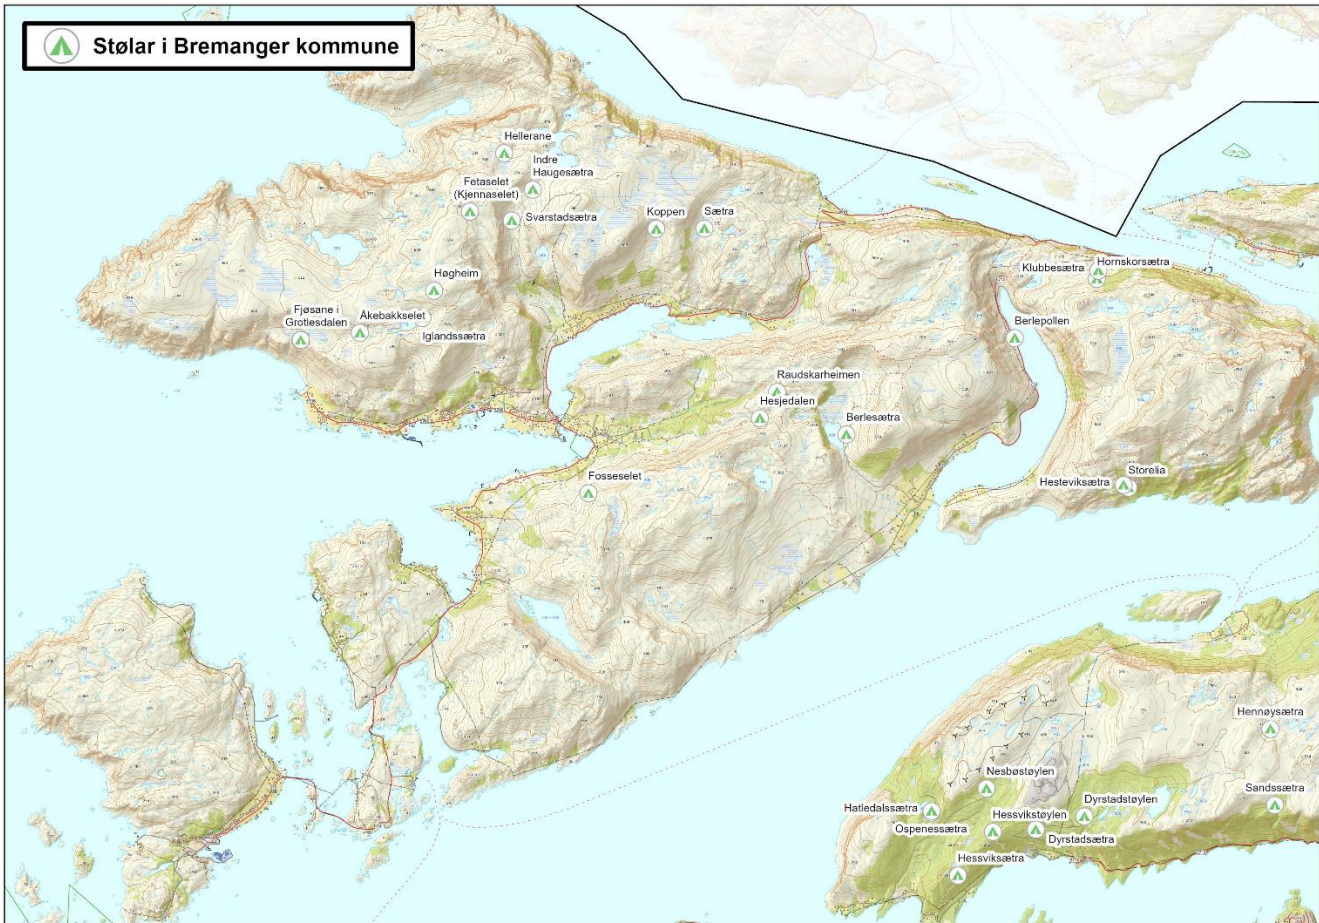 Stølar i Bremanger kommune
Hellerane
Indre
Haugesætra
Fetaselet
(Kjennaselet)
Svarstadsætra
Koppen
Sætra
Klubbesætra
Hornskorsætra
Høgheim
Fjøsane i
Grotlesdalen
Åkebakkselet
Iglandssætra
Berlepollen
Raudskarheimen
Hesjedalen
Berlesætra
Fosseselet
Hesteviksætra
Storelia
Hennøysætra
Nesbøstøylen
Sandssætra
Hatledalssætra
Dyrstadstøylen
Hessvikstøylen
Ospenessætra
Dyrstadsætra
Hessviksætra